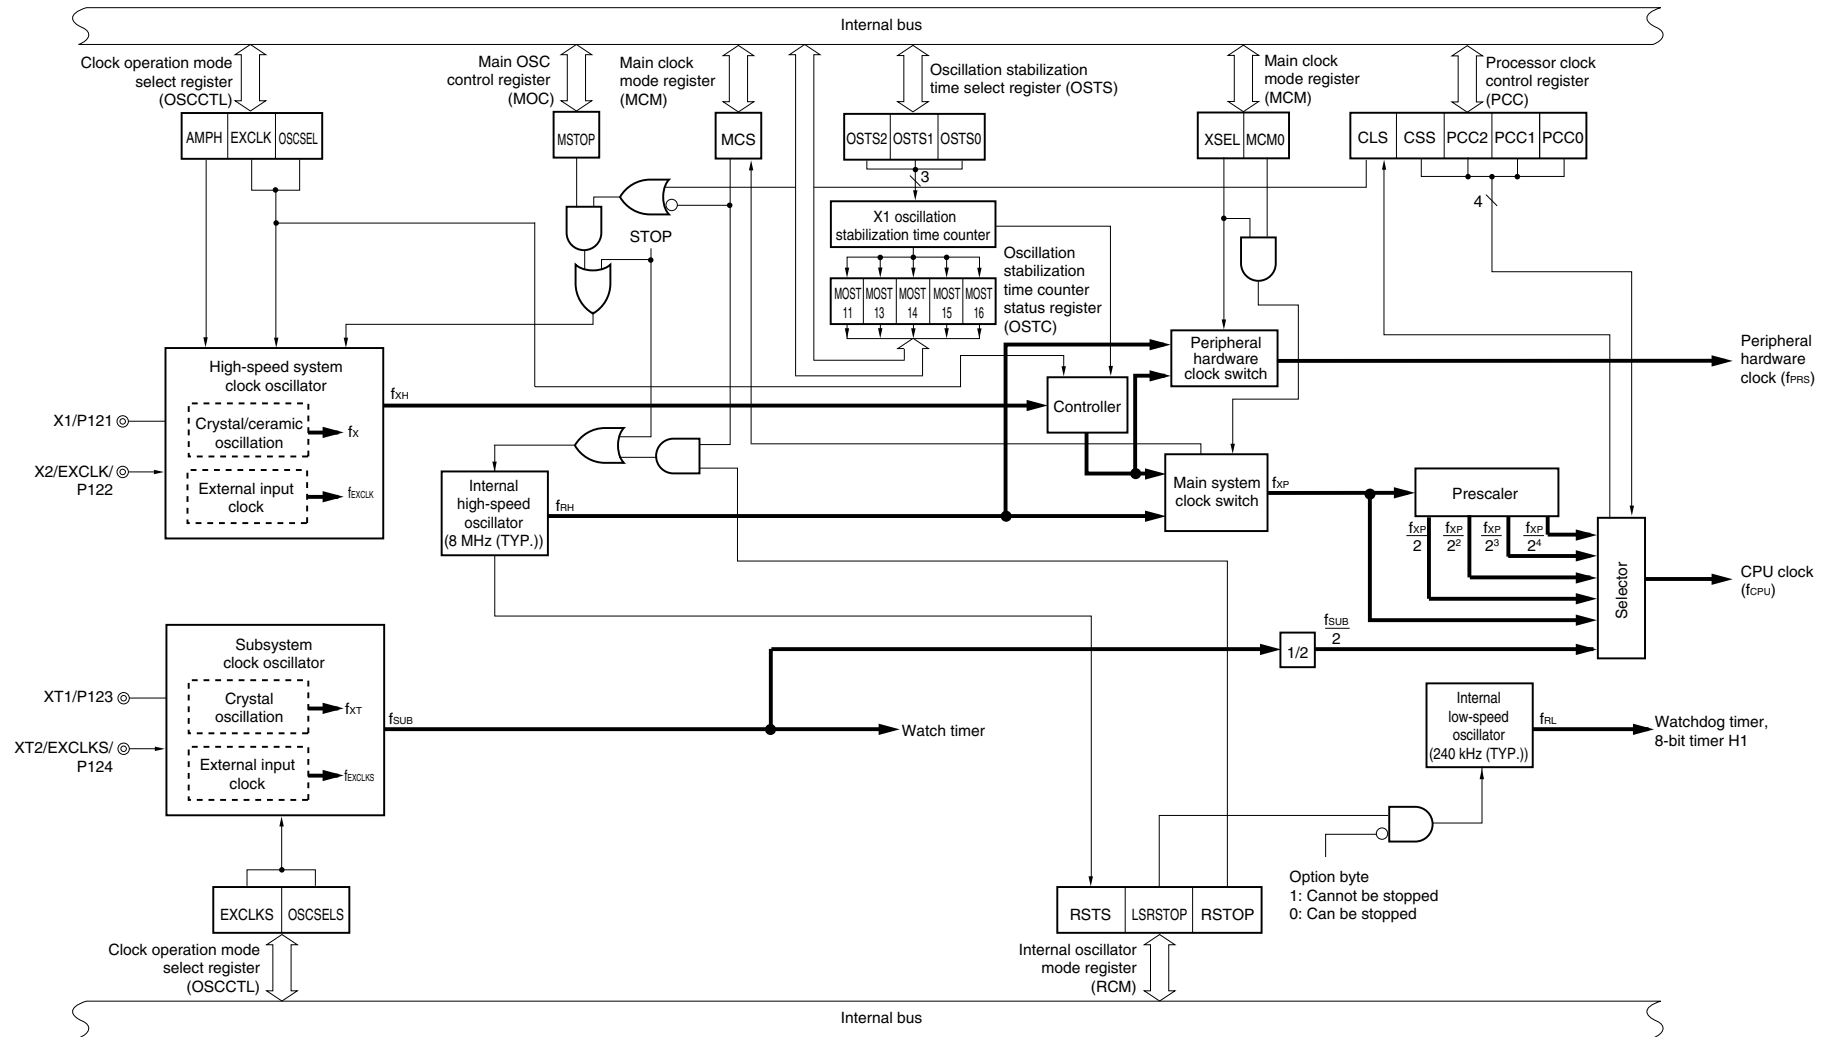 Internal bus
Clock operation mode
select register
(OSCCTL)
Main OSC
control register
(MOC)
Main clock
mode register
(MCM)
Oscillation stabilization
time select register (OSTS)
Main clock
mode register
(MCM)
Processor clock
control register
(PCC)
AMPH EXCLK OSCSEL
MSTOP
MCS
OSTS2 OSTS1 OSTS0
XSEL MCM0
CLS CSS PCC2 PCC1 PCC0
3
4
STOP
X1 oscillation
stabilization time counter
Oscillation
stabilization
time counter
status register
(OSTC)
MOST MOST MOST MOST MOST
11 13 14 15 16
High-speed system
clock oscillator
Crystal/ceramic
oscillation
fX
External input
clock
fEXCLK
X1/P121
X2/EXCLK/
P122
fXH
Controller
Peripheral
hardware
clock switch
Peripheral
hardware
clock (fPRS)
Internal
high-speed
oscillator
(8 MHz (TYP.))
fRH
Main system
clock switch
fXP
Prescaler
fXP fXP fXP fXP
2 2² 2³ 2⁴
Selector
CPU clock
(fCPU)
Subsystem
clock oscillator
Crystal
oscillation
fXT
External input
clock
fEXCLKS
XT1/P123
XT2/EXCLKS/
P124
fSUB
Watch timer
1/2
fSUB
2
Internal
low-speed
oscillator
(240 kHz (TYP.))
fRL
Watchdog timer,
8-bit timer H1
Option byte
1: Cannot be stopped
0: Can be stopped
EXCLKS OSCSELS
RSTS LSRSTOP RSTOP
Clock operation mode
select register
(OSCCTL)
Internal oscillator
mode register
(RCM)
Internal bus